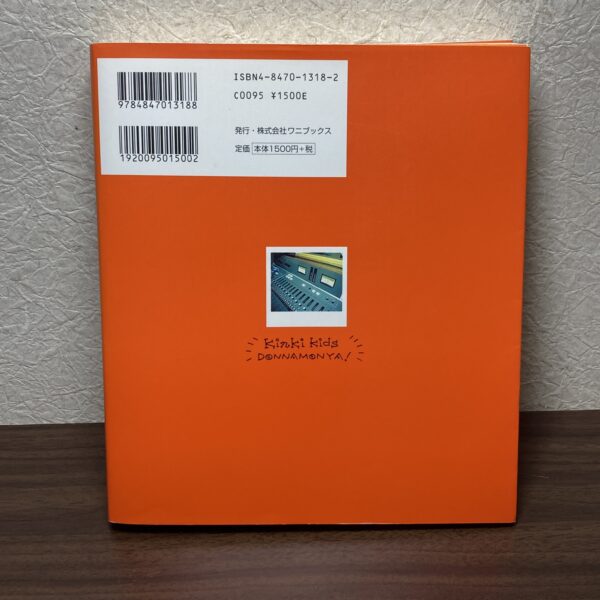 9784847013188
1920095015002
ISBN4-8470-1318-2
C0095 ¥1500E
発行・株式会社ワニブックス
定価 本体1500円+税
Kinki Kids
DONNAMONYA!